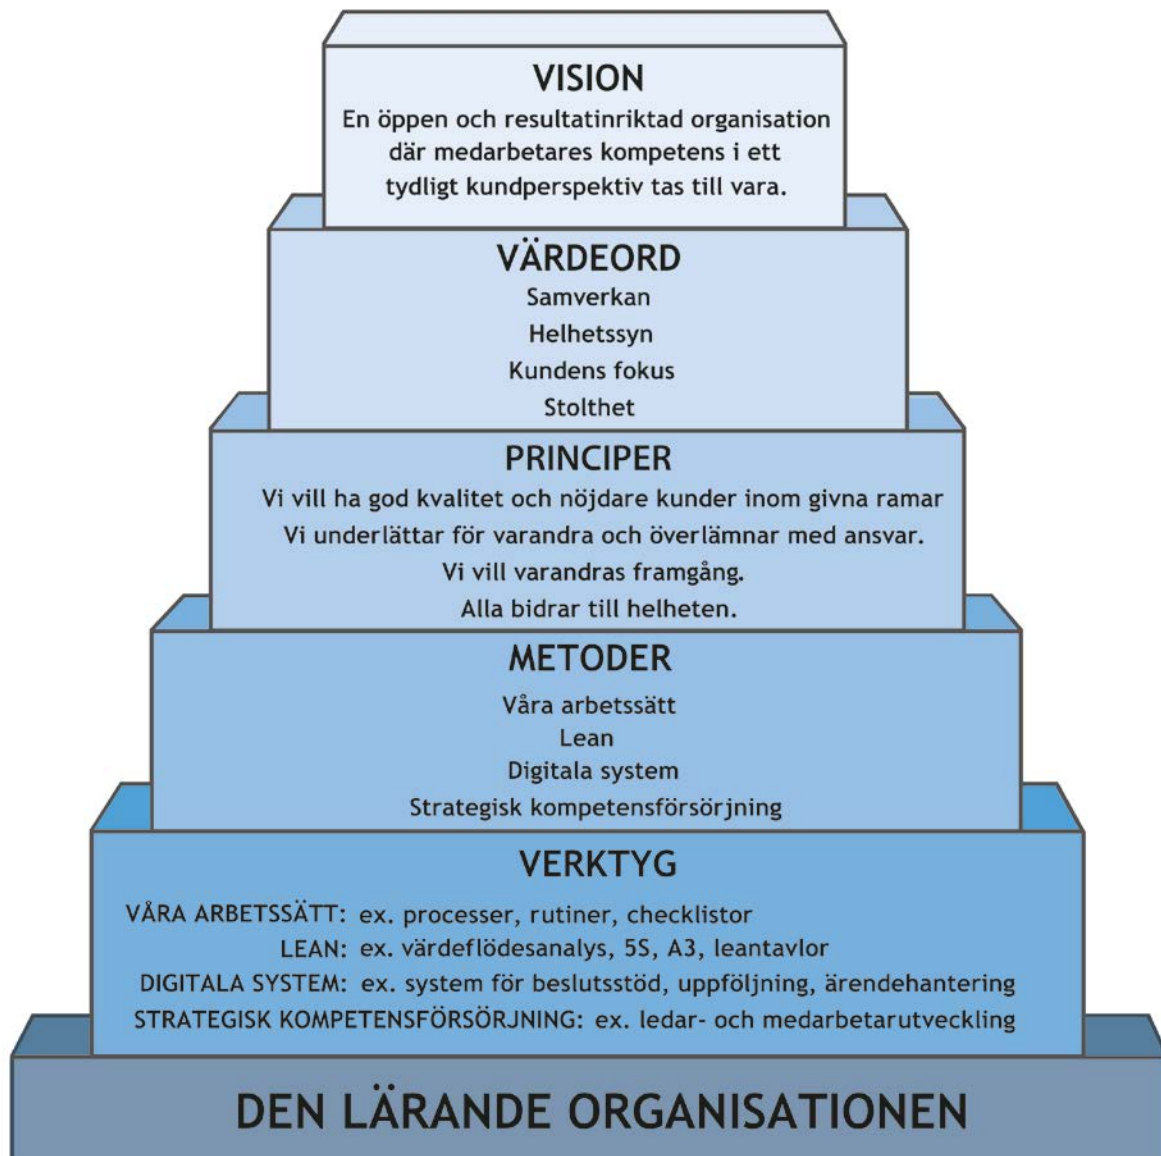 VISION
En öppen och resultatinriktad organisation
där medarbetares kompetens i ett
tydligt kundperspektiv tas till vara.
VÄRDEORD
Samverkan
Helhetssyn
Kundens fokus
Stolthet
PRINCIPER
Vi vill ha god kvalitet och nöjdare kunder inom givna ramar
Vi underlättar för varandra och överlämnar med ansvar.
Vi vill varandras framgång.
Alla bidrar till helheten.
METODER
Våra arbetssätt
Lean
Digitala system
Strategisk kompetensförsörjning
VERKTYG
VÅRA ARBETSSÄTT: ex. processer, rutiner, checklistor
LEAN: ex. värdeflödesanalys, 5S, A3, leantavlor
DIGITALA SYSTEM: ex. system för beslutsstöd, uppföljning, ärendehantering
STRATEGISK KOMPETENSFÖRSÖRJNING: ex. ledar- och medarbetarutveckling
DEN LÄRANDE ORGANISATIONEN